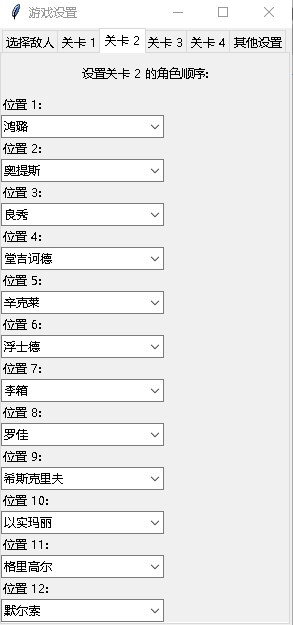 游戏设置
选择敌人 关卡 1 关卡 2 关卡 3 关卡 4 其他设置
设置关卡 2 的角色顺序:
位置 1:
鸿璐
位置 2:
奥提斯
位置 3:
良秀
位置 4:
堂吉诃德
位置 5:
辛克莱
位置 6:
浮士德
位置 7:
李箱
位置 8:
罗佳
位置 9:
希斯克里夫
位置 10:
以实玛丽
位置 11:
格里高尔
位置 12:
默尔索